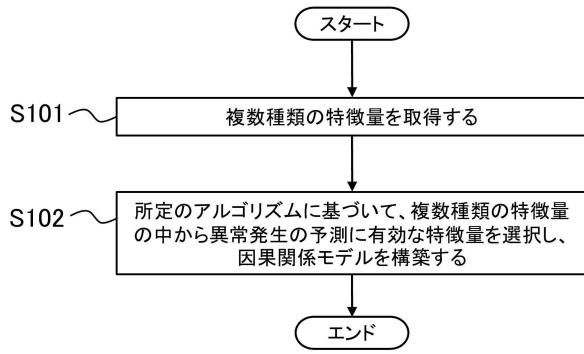 スタート
S101
複数種類の特徴量を取得する
S102
所定のアルゴリズムに基づいて、複数種類の特徴量
の中から異常発生の予測に有効な特徴量を選択し、
因果関係モデルを構築する
エンド